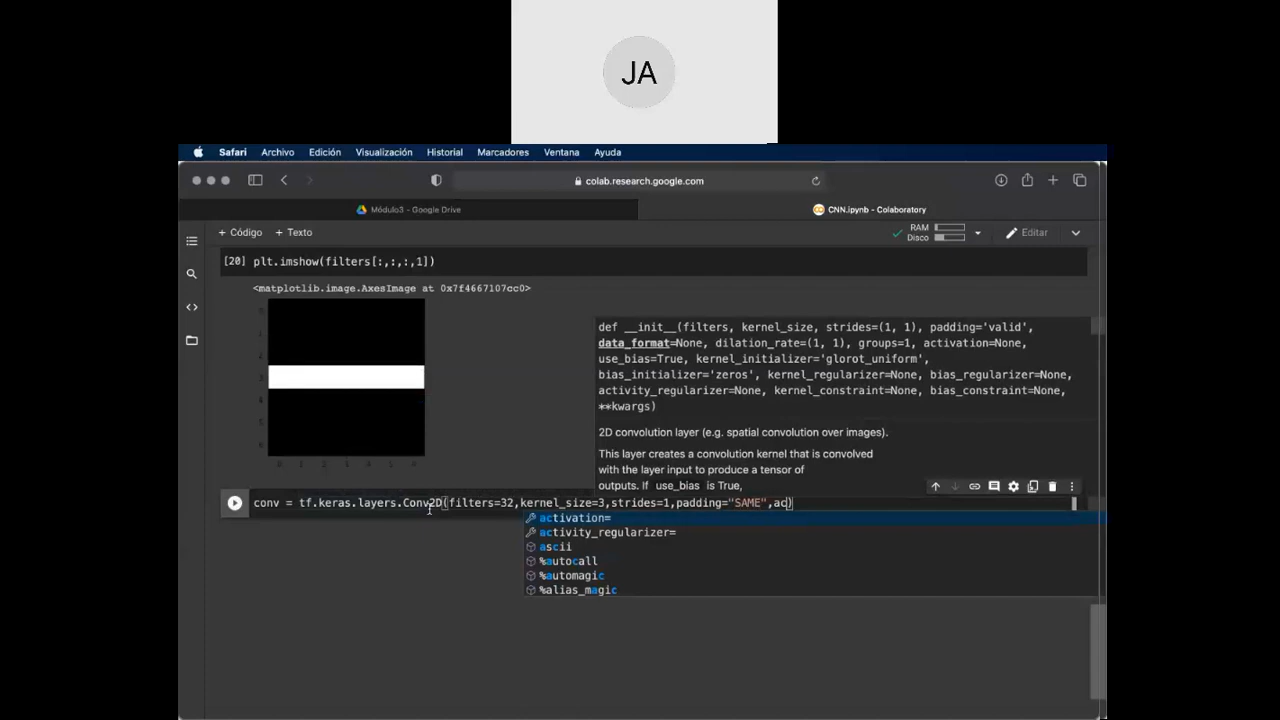 JA
Safari Archivo Edición Visualización Historial Marcadores Ventana Ayuda
colab.research.google.com
Módulo3 - Google Drive
CNN.ipynb - Colaboratory
+ Código + Texto
RAM
Disco
Editar
[20] plt.imshow(filters[:,:,:,1])
<matplotlib.image.AxesImage at 0x7f4667107cc0>
def __init__(filters, kernel_size, strides=(1, 1), padding='valid',
data_format=None, dilation_rate=(1, 1), groups=1, activation=None,
use_bias=True, kernel_initializer='glorot_uniform',
bias_initializer='zeros', kernel_regularizer=None, bias_regularizer=None,
activity_regularizer=None, kernel_constraint=None, bias_constraint=None,
**kwargs)
2D convolution layer (e.g. spatial convolution over images).
This layer creates a convolution kernel that is convolved
with the layer input to produce a tensor of
outputs. If use_bias is True,
conv = tf.keras.layers.Conv2D(filters=32,kernel_size=3,strides=1,padding="SAME",ac)
activation=
activity_regularizer=
ascii
%autocall
%automagic
%alias_magic